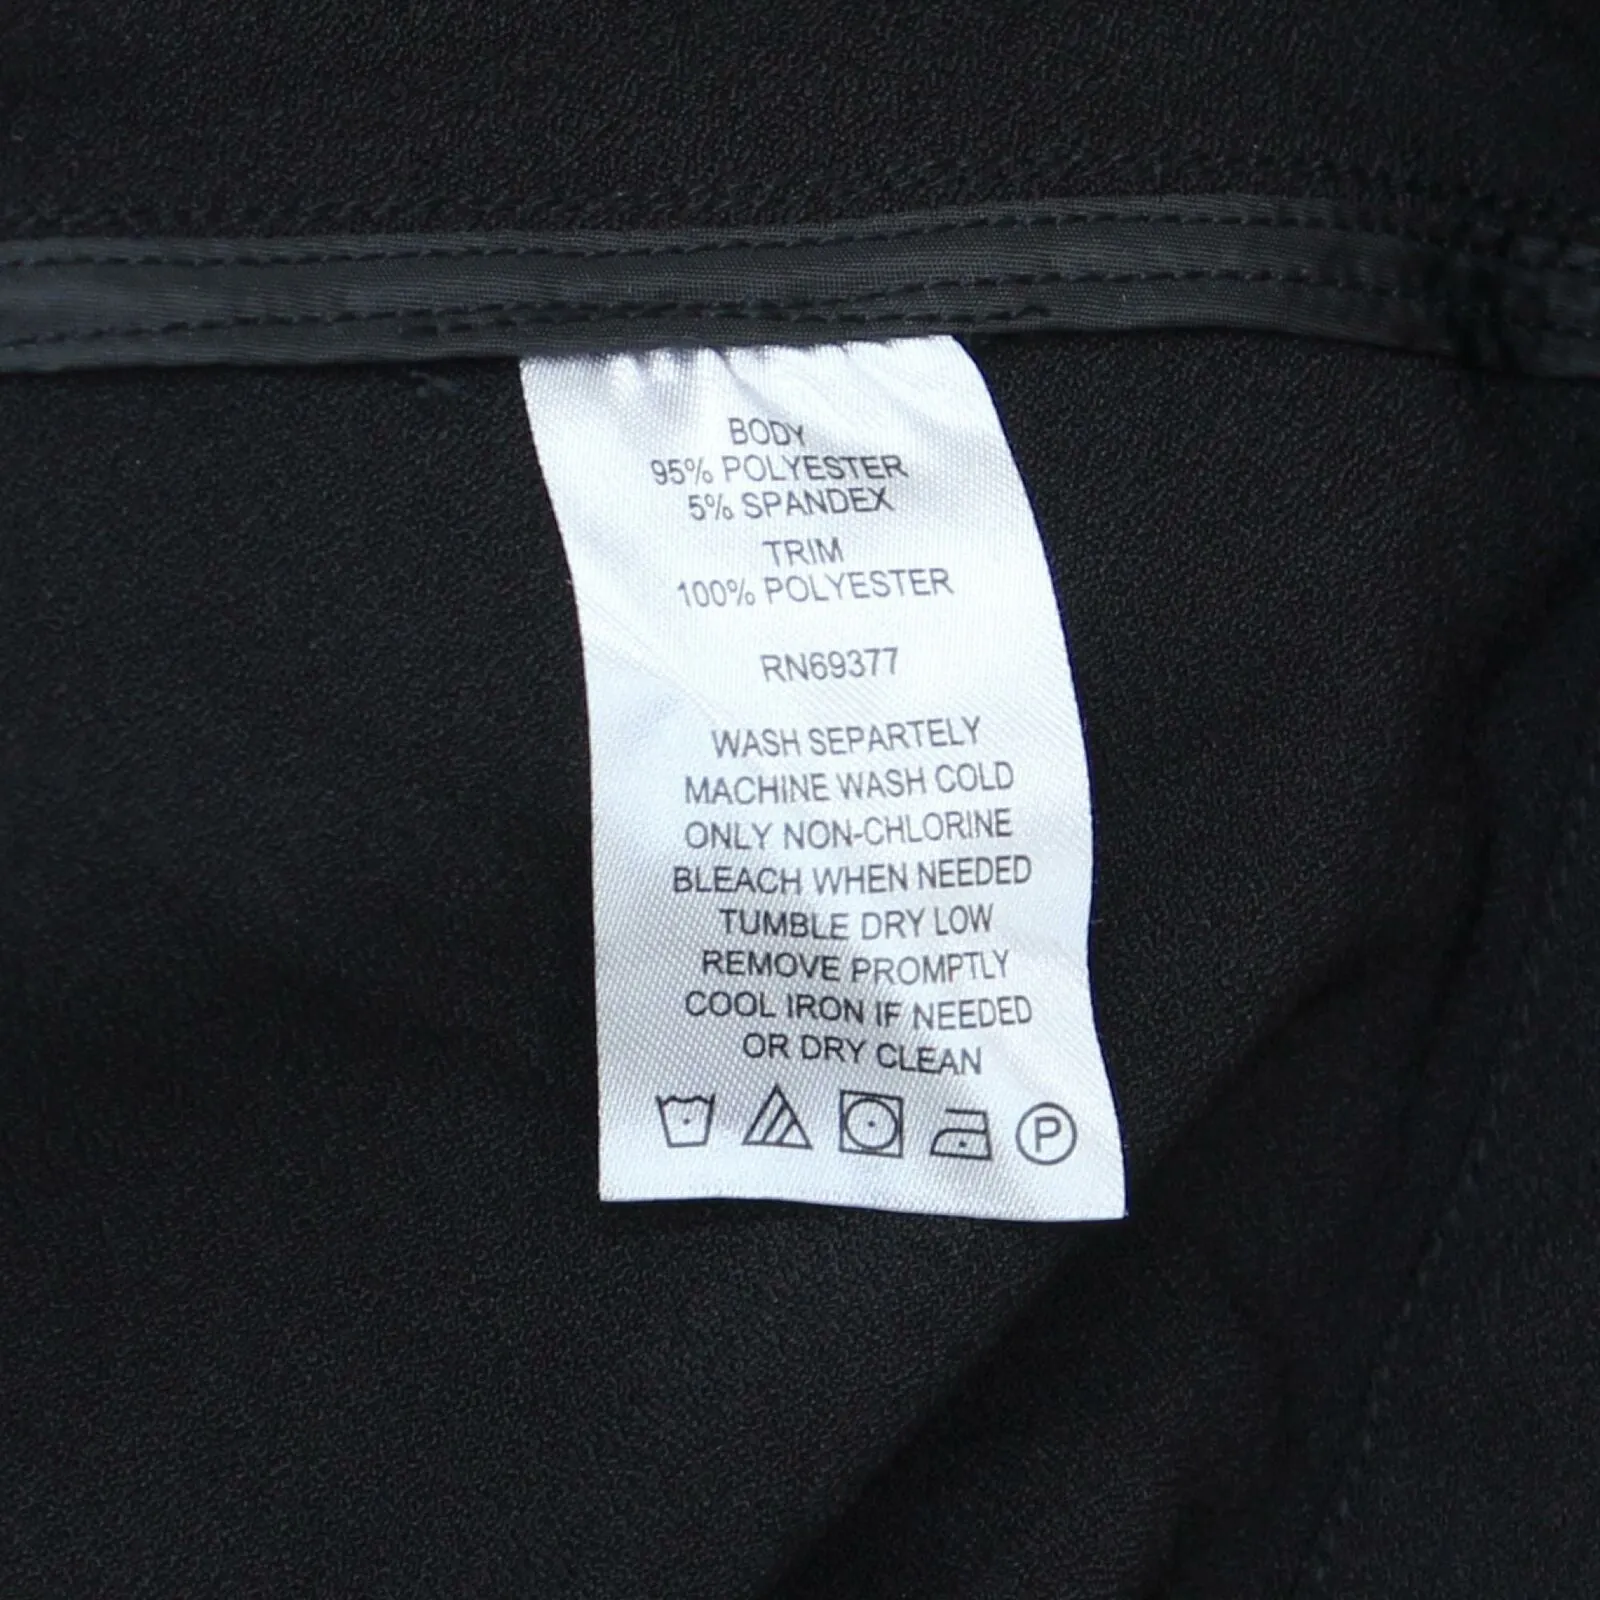 BODY
95% POLYESTER
5% SPANDEX
TRIM
100% POLYESTER
RN69377
WASH SEPARTELY
MACHINE WASH COLD
ONLY NON-CHLORINE
BLEACH WHEN NEEDED
TUMBLE DRY LOW
REMOVE PROMPTLY
COOL IRON IF NEEDED
OR DRY CLEAN
P